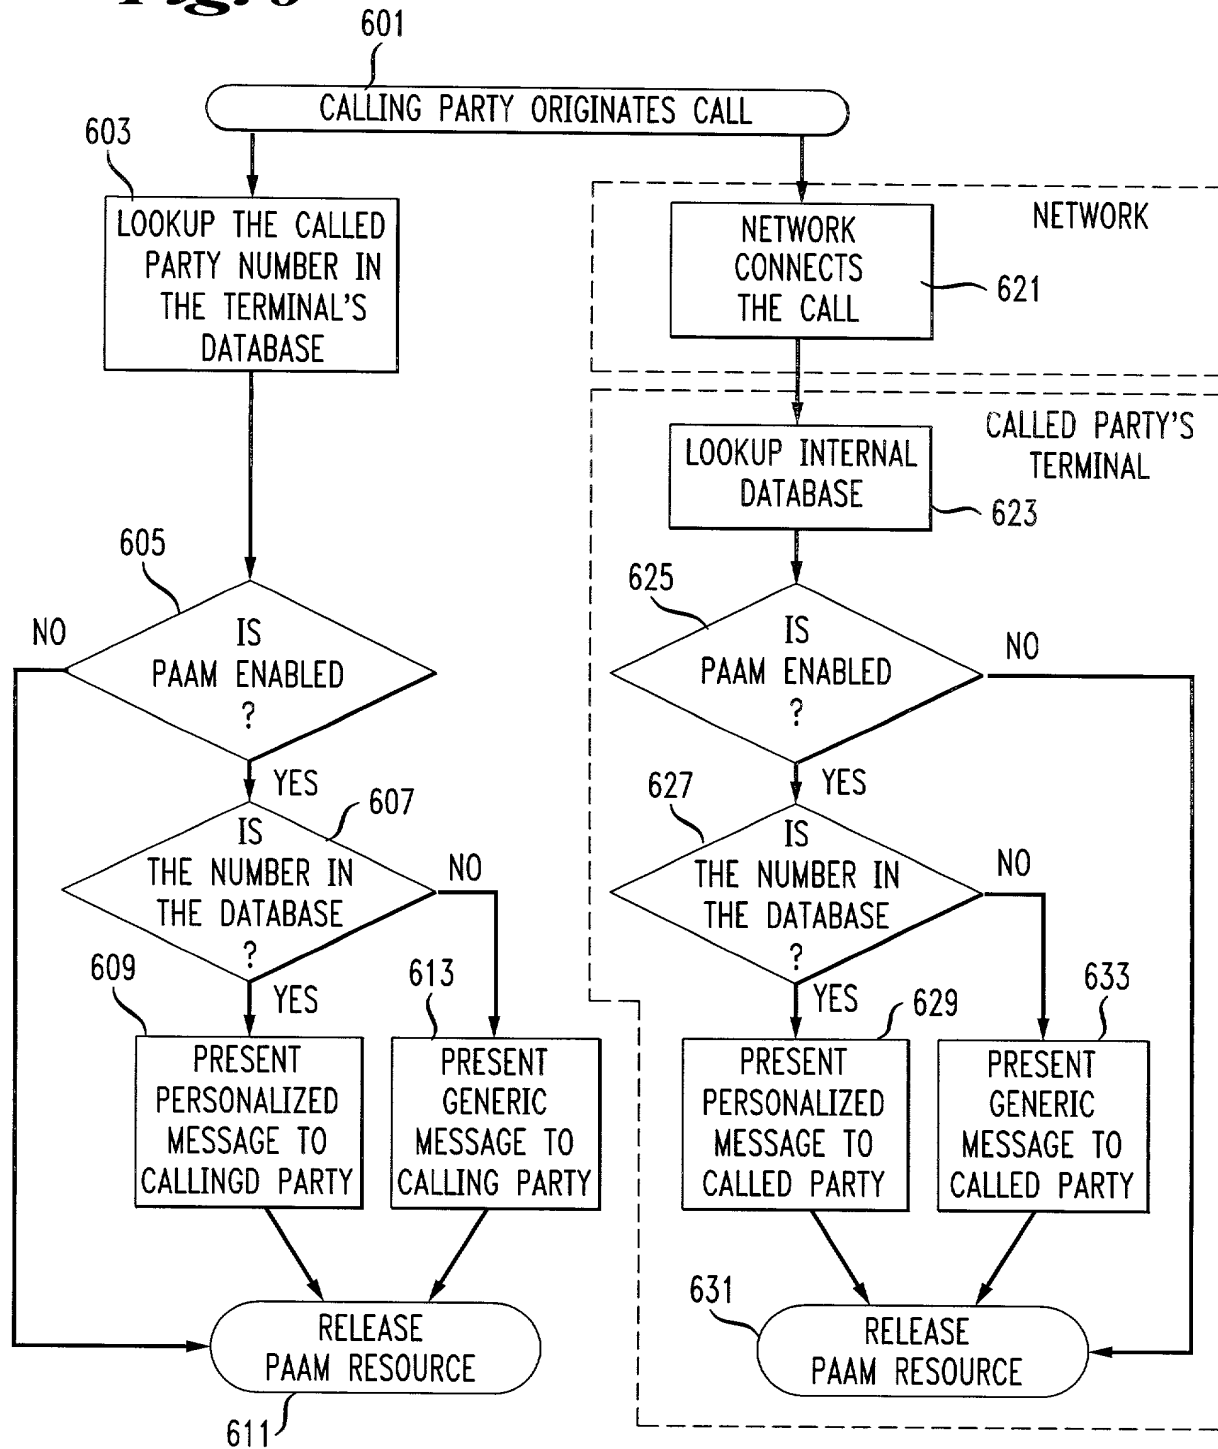 601
CALLING PARTY ORIGINATES CALL
603
LOOKUP THE CALLED
PARTY NUMBER IN
THE TERMINAL'S
DATABASE
NETWORK
NETWORK
CONNECTS
THE CALL
621
CALLED PARTY'S
TERMINAL
LOOKUP INTERNAL
DATABASE
623
605
NO
IS
PAAM ENABLED
?
YES
625
IS
PAAM ENABLED
?
NO
YES
607
IS
THE NUMBER IN
THE DATABASE
?
NO
YES
627
IS
THE NUMBER IN
THE DATABASE
?
NO
YES
609
PRESENT
PERSONALIZED
MESSAGE TO
CALLINGD PARTY
613
PRESENT
GENERIC
MESSAGE TO
CALLING PARTY
629
PRESENT
PERSONALIZED
MESSAGE TO
CALLED PARTY
633
PRESENT
GENERIC
MESSAGE TO
CALLED PARTY
RELEASE
PAAM RESOURCE
611
631
RELEASE
PAAM RESOURCE